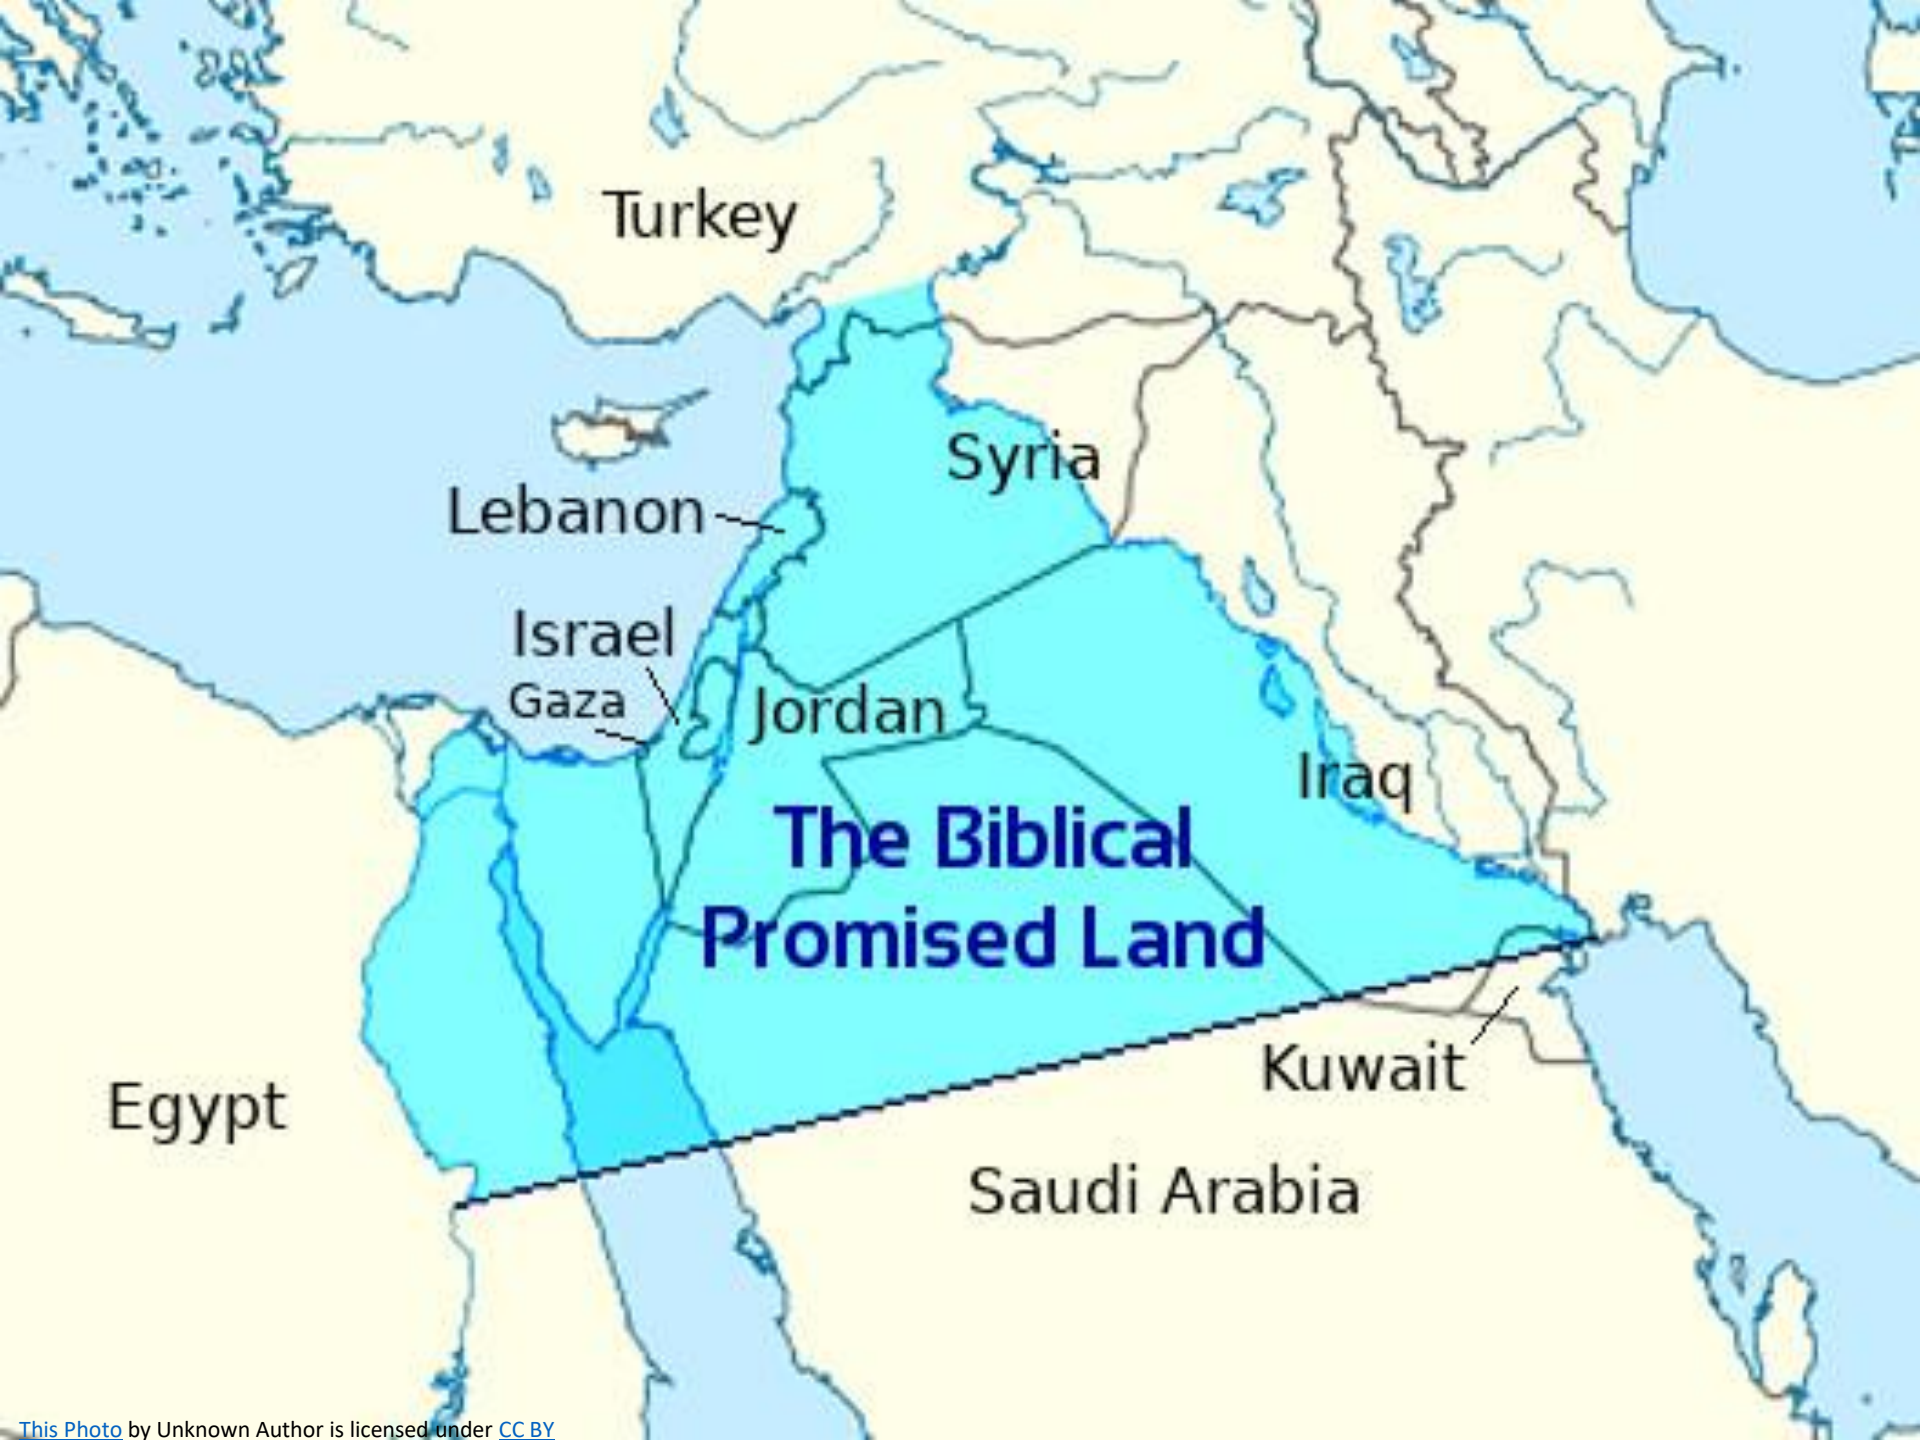 Turkey
Syria
Lebanon
Israel
Gaza
Jordan
Iraq
The Biblical
Promised Land
Kuwait
Egypt
Saudi Arabia
This Photo by Unknown Author is licensed under CC BY